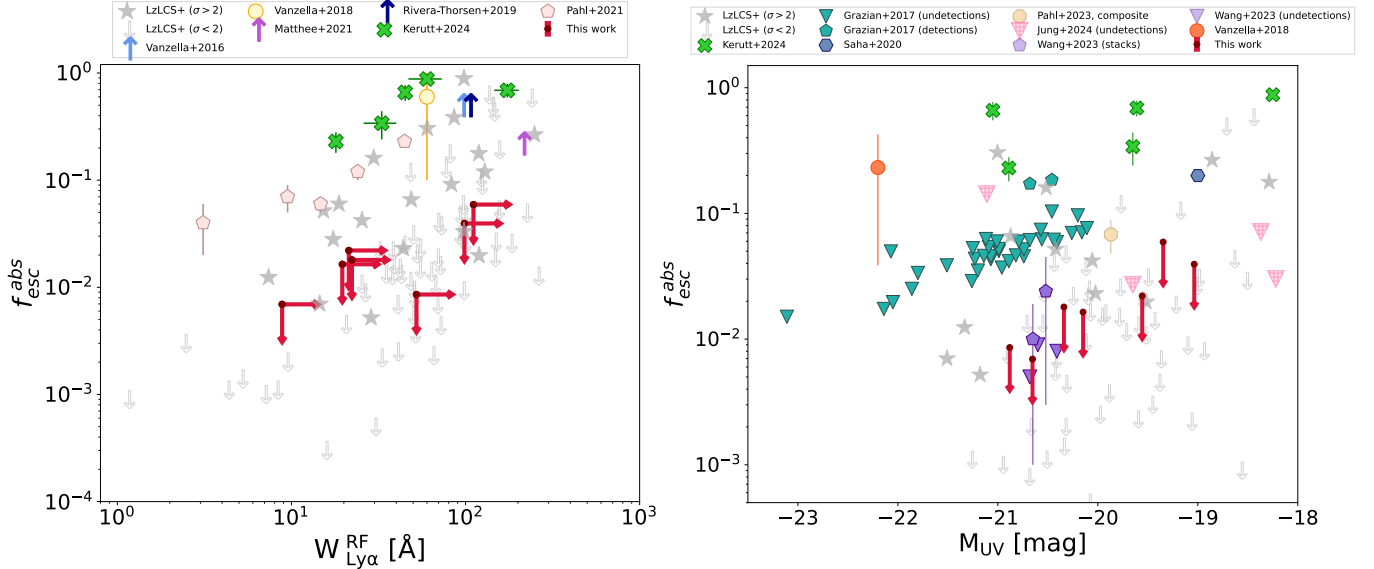 LzLCS+ (σ > 2)
LzLCS+ (σ < 2)
Vanzella+2016
Vanzella+2018
Matthee+2021
Rivera-Thorsen+2019
Kerutt+2024
Pahl+2021
This work
10⁰
10⁻¹
10⁻²
10⁻³
10⁻⁴
f_esc^abs
10⁰
10¹
10²
10³
W_Lyα^RF [Å]
LzLCS+ (σ > 2)
LzLCS+ (σ < 2)
Kerutt+2024
Grazian+2017 (undetections)
Grazian+2017 (detections)
Saha+2020
Pahl+2023, composite
Jung+2024 (undetections)
Wang+2023 (stacks)
Wang+2023 (undetections)
Vanzella+2018
This work
10⁰
10⁻¹
10⁻²
10⁻³
f_esc^abs
−23
−22
−21
−20
−19
−18
M_UV [mag]